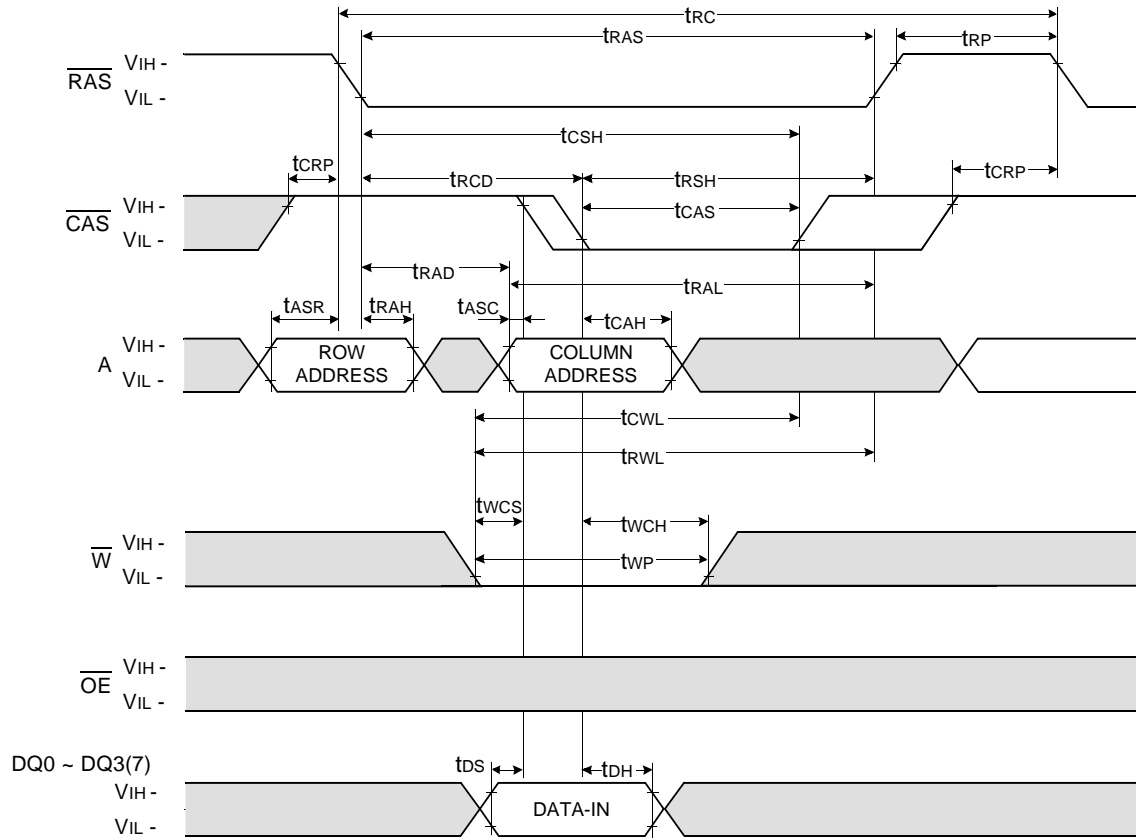 tRC
tRAS
tRP
RAS
VIH -
VIL -
tCSH
tCRP
tRCD
tRSH
tCRP
CAS
VIH -
VIL -
tCAS
tRAD
tRAL
tASR
tRAH
tASC
tCAH
A
VIH -
VIL -
ROW
ADDRESS
COLUMN
ADDRESS
tCWL
tRWL
tWCS
tWCH
W
VIH -
VIL -
tWP
OE
VIH -
VIL -
DQ0 ~ DQ3(7)
tDS
tDH
VIH -
VIL -
DATA-IN